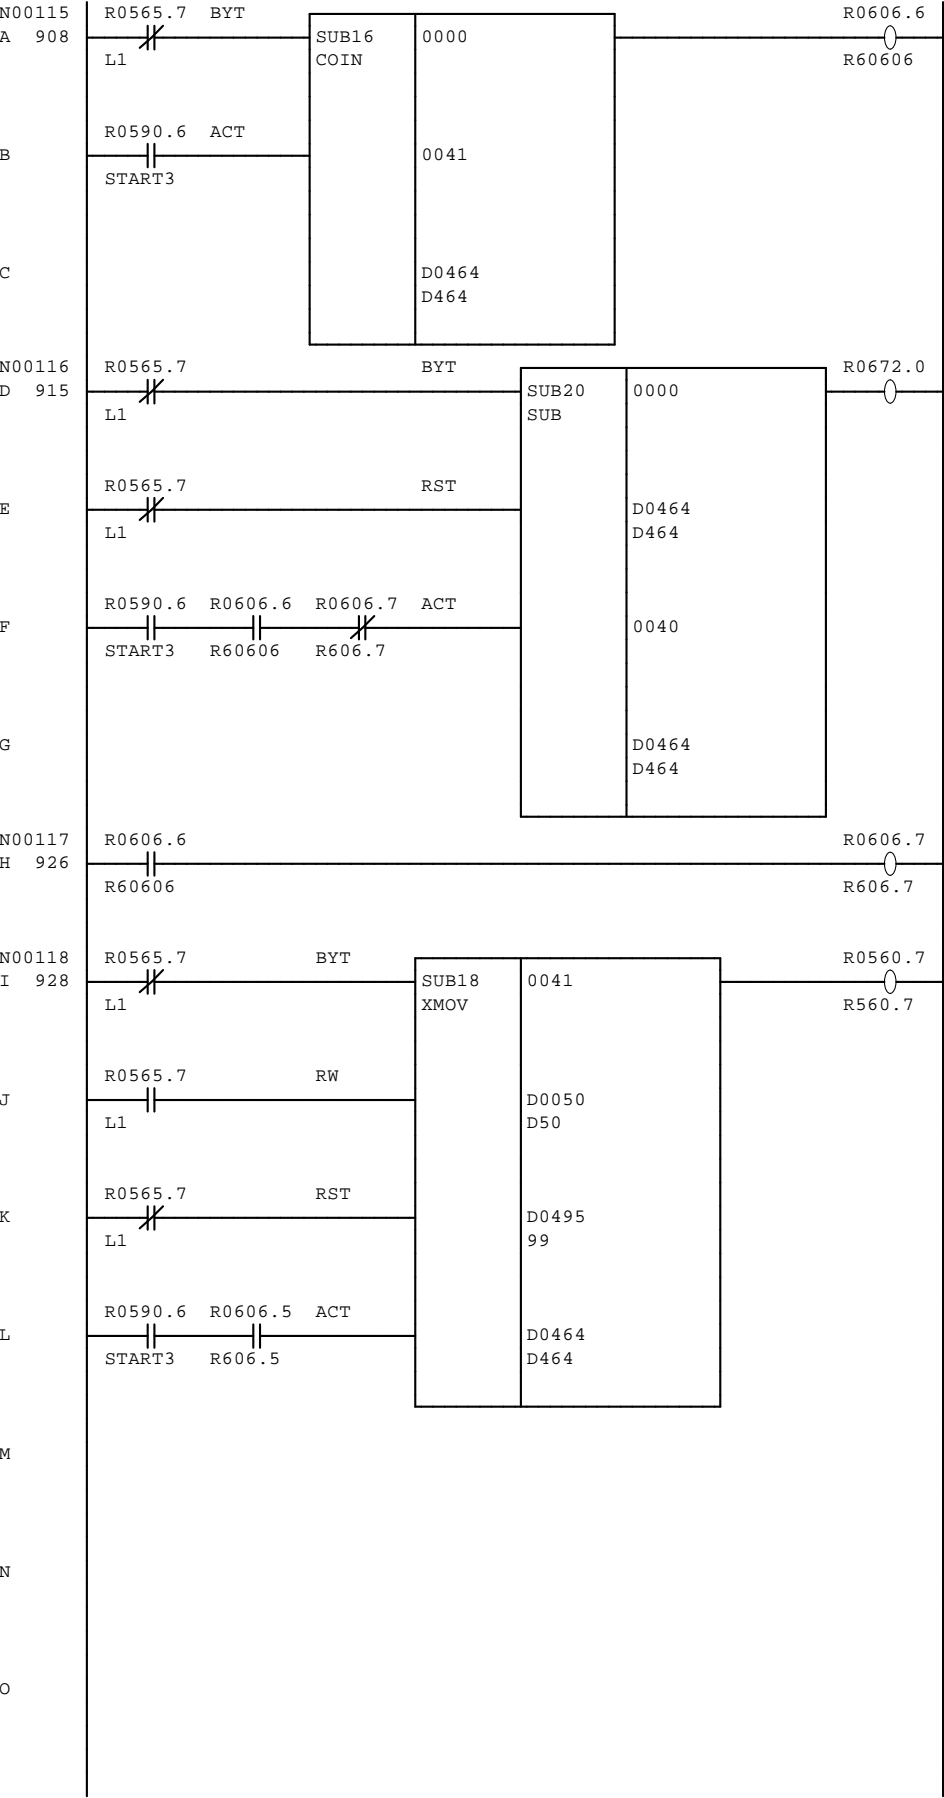 N00115 R0565.7 BYT R0606.6
A 908 SUB16 0000
L1 COIN R60606
R0590.6 ACT
B 0041
START3
C D0464
D464
N00116 R0565.7 BYT R0672.0
D 915 SUB20 0000
L1 SUB
R0565.7 RST
E D0464
L1 D464
R0590.6 R0606.6 R0606.7 ACT
F 0040
START3 R60606 R606.7
G D0464
D464
N00117 R0606.6 R0606.7
H 926
R60606 R606.7
N00118 R0565.7 BYT R0560.7
I 928 SUB18 0041
L1 XMOV R560.7
R0565.7 RW
J D0050
L1 D50
R0565.7 RST
K D0495
L1 99
R0590.6 R0606.5 ACT
L D0464
START3 R606.5 D464
M
N
O